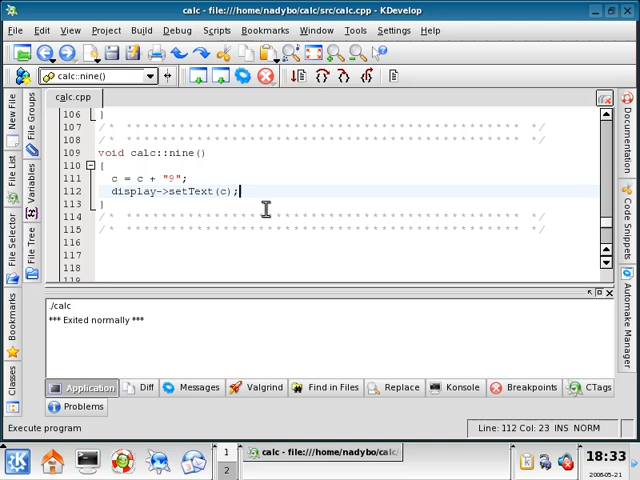 calc - file:///home/nadybo/calc/src/calc.cpp - KDevelop
File Edit View Project Build Debug Scripts Bookmarks Window Tools Settings Help
calc::nine()
calc.cpp
New File
File List
File Selector
Bookmarks
Classes
File Groups
Variables
File Tree
106 }
107 /* * * * * * * * * * * * * * * * * * * * * * * * * * * * * * * * * * */
108 /* * * * * * * * * * * * * * * * * * * * * * * * * * * * * * * * * * */
109 void calc::nine()
110 {
111 c = c + "9";
112 display->setText(c);
113 }
114 /* * * * * * * * * * * * * * * * * * * * * * * * * * * * * * * * * * */
115 /* * * * * * * * * * * * * * * * * * * * * * * * * * * * * * * * * * */
116
117
118
119
Documentation
Code Snippets
Automake Manager
./calc
*** Exited normally ***
Application Diff Messages Valgrind Find in Files Replace Konsole Breakpoints CTags
Problems
Execute program Line: 112 Col: 23 INS NORM
1
2
calc - file:///home/nadybo/calc/
18:33
2006-05-21